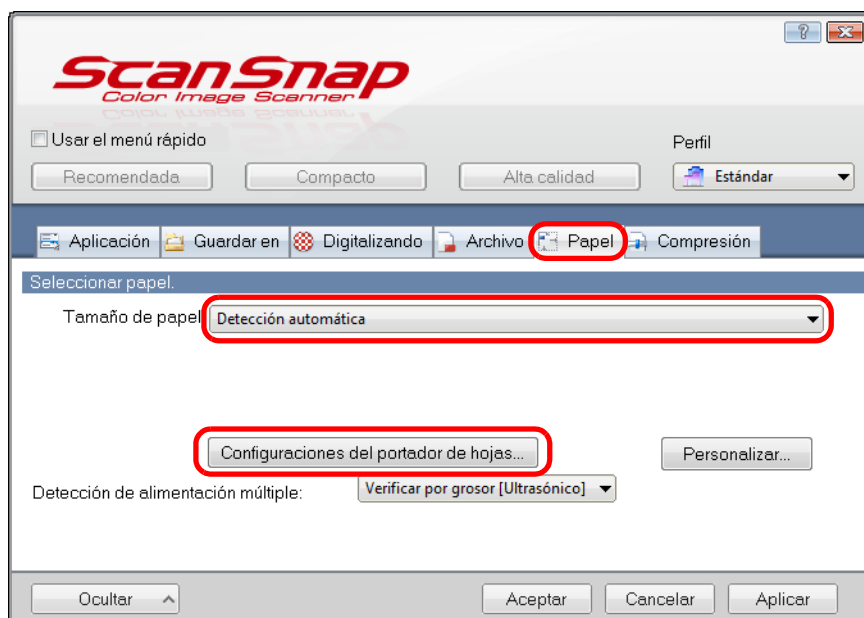 ScanSnap
Color Image Scanner
Usar el menú rápido
Perfil
Recomendada Compacto Alta calidad Estándar
Aplicación Guardar en Digitalizando Archivo Papel Compresión
Seleccionar papel.
Tamaño de papel Detección automática
Configuraciones del portador de hojas... Personalizar...
Detección de alimentación múltiple: Verificar por grosor [Ultrasónico]
Ocultar Aceptar Cancelar Aplicar